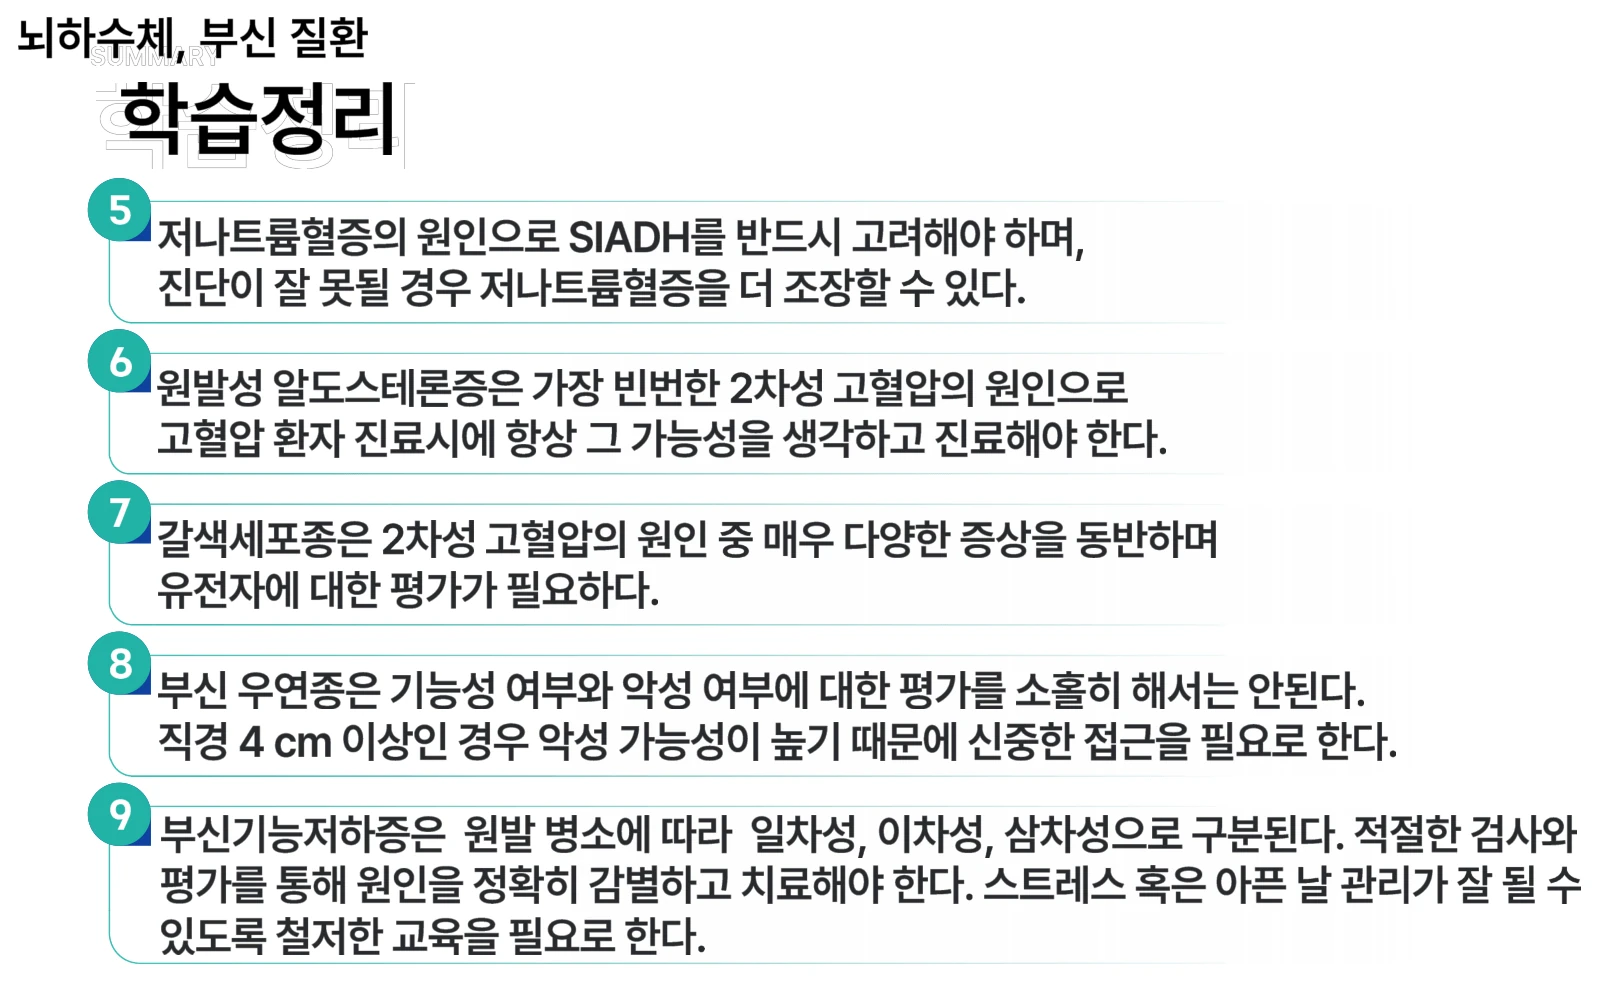 뇌하수체, 부신 질환
SUMMARY
학습정리
5
저나트륨혈증의 원인으로 SIADH를 반드시 고려해야 하며,
진단이 잘 못될 경우 저나트륨혈증을 더 조장할 수 있다.
6
원발성 알도스테론증은 가장 빈번한 2차성 고혈압의 원인으로
고혈압 환자 진료시에 항상 그 가능성을 생각하고 진료해야 한다.
7
갈색세포종은 2차성 고혈압의 원인 중 매우 다양한 증상을 동반하며
유전자에 대한 평가가 필요하다.
8
부신 우연종은 기능성 여부와 악성 여부에 대한 평가를 소홀히 해서는 안된다.
직경 4 cm 이상인 경우 악성 가능성이 높기 때문에 신중한 접근을 필요로 한다.
9
부신기능저하증은 원발 병소에 따라 일차성, 이차성, 삼차성으로 구분된다. 적절한 검사와
평가를 통해 원인을 정확히 감별하고 치료해야 한다. 스트레스 혹은 아픈 날 관리가 잘 될 수
있도록 철저한 교육을 필요로 한다.